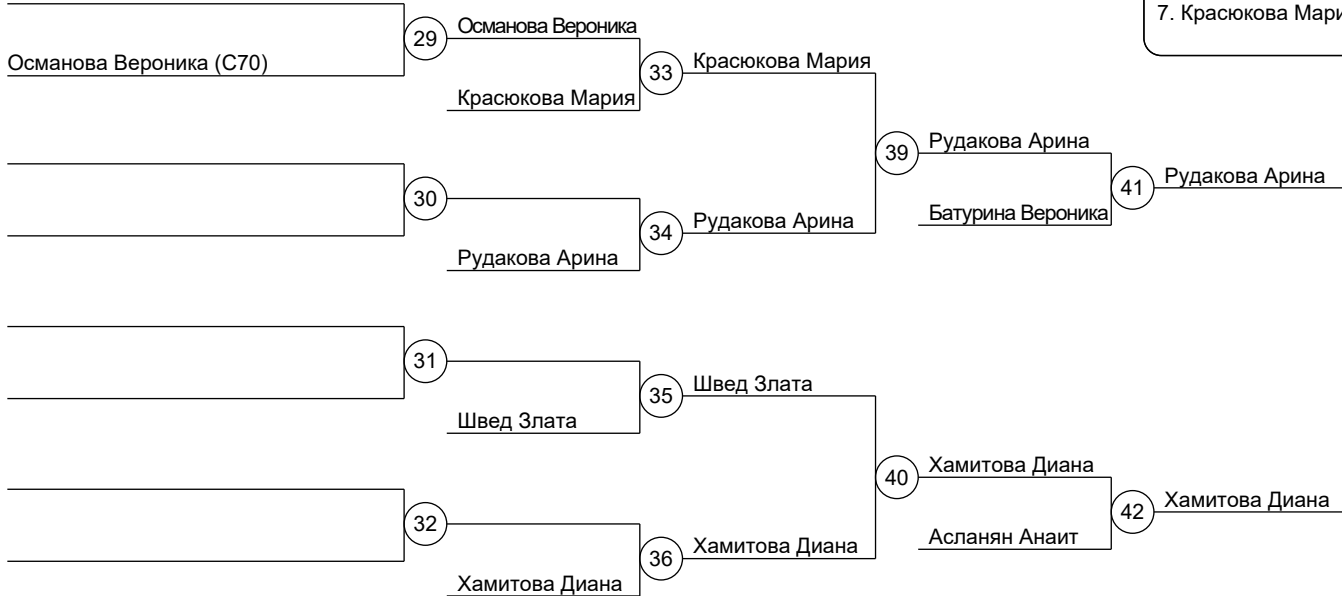 7. Красюкова Мари
29
Османова Вероника
Османова Вероника (С70)
33
Красюкова Мария
Красюкова Мария
39
Рудакова Арина
41
Рудакова Арина
30
34
Рудакова Арина
Батурина Вероника
Рудакова Арина
31
35
Швед Злата
Швед Злата
40
Хамитова Диана
42
Хамитова Диана
32
36
Хамитова Диана
Асланян Анаит
Хамитова Диана